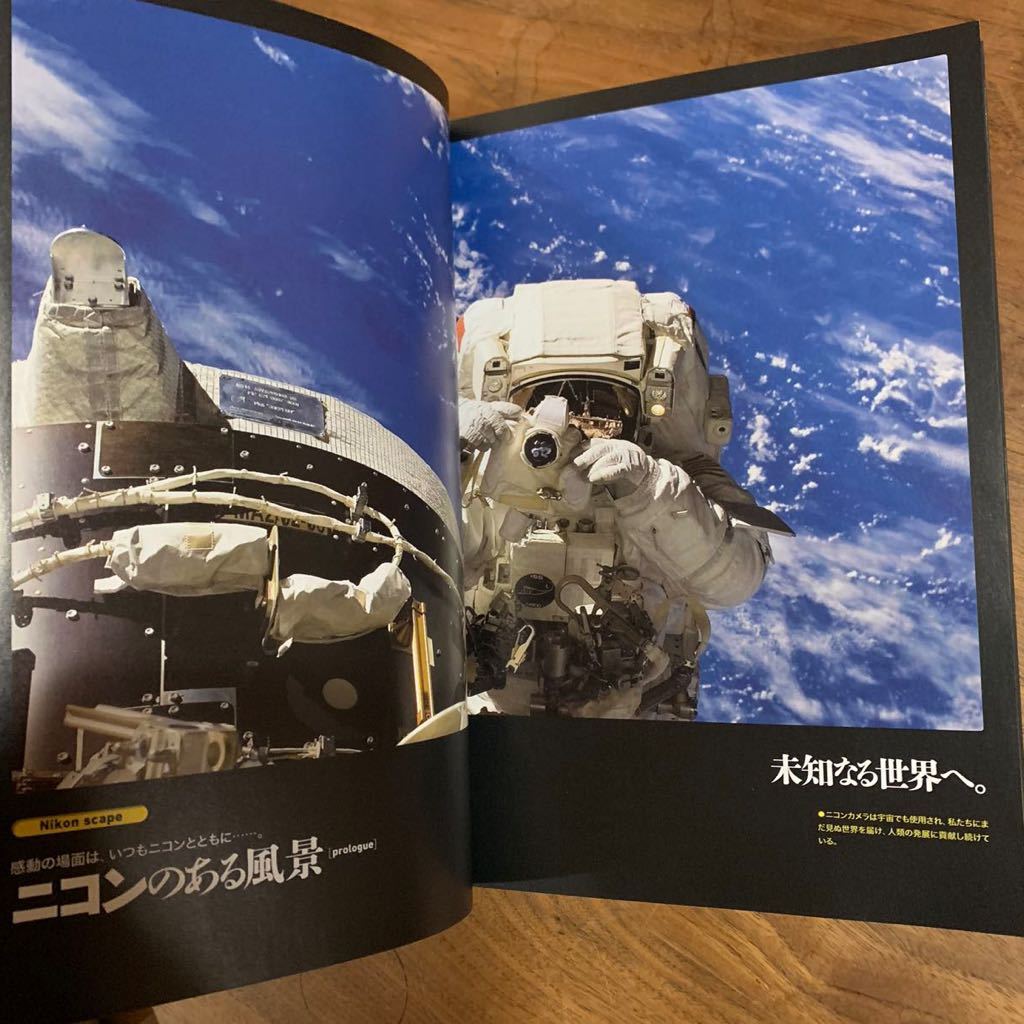 Nikon scape
感動の場面は、いつもニコンとともに……。
ニコンのある風景 [prologue]
未知なる世界へ。
●ニコンカメラは宇宙でも使用され、私たちにま
だ見ぬ世界を届け、人類の発展に貢献し続けて
いる。